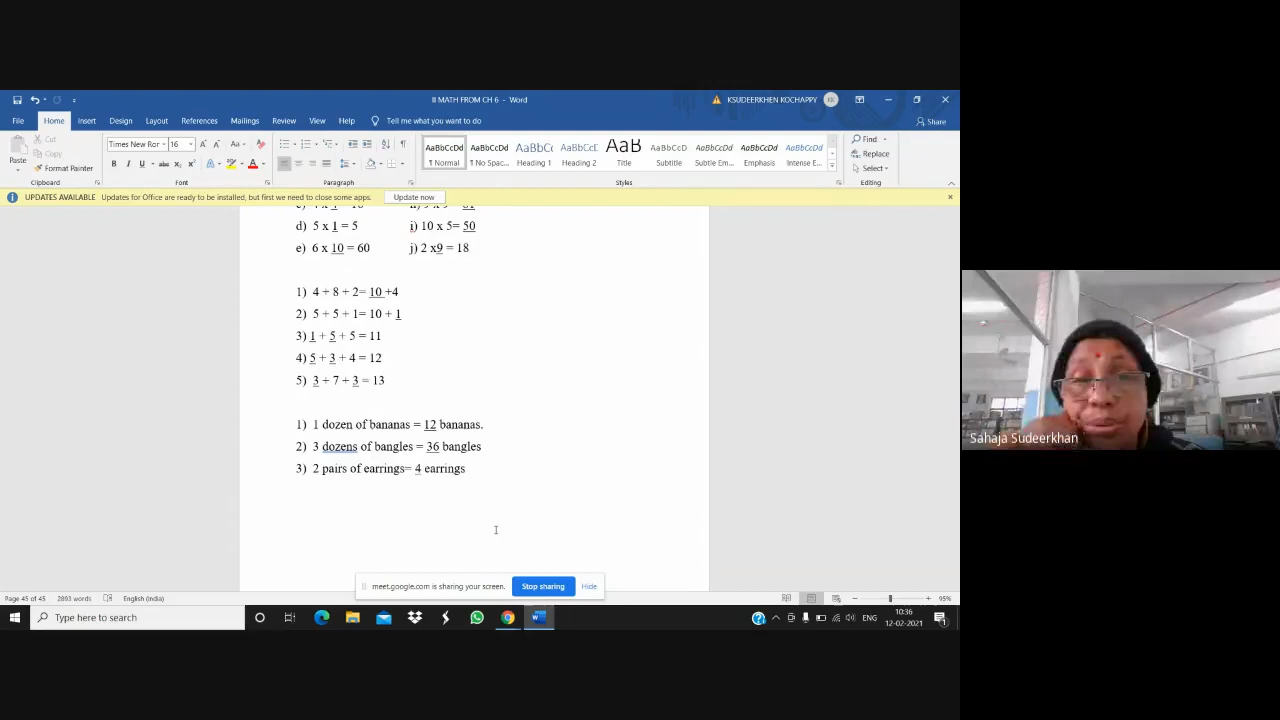 II MATH FROM CH 6 - Word
KSUDEERKHEN KOCHAPPY
KK
File Home Insert Design Layout References Mailings Review View Help Tell me what you want to do
Share
Paste
Cut
Copy
Format Painter
Clipboard
Times New Ror 16
Font
Paragraph
AaBbCcDd AaBbCcDd AaBbCc AaBbCcC AaB AaBbCcD AaBbCcDd AaBbCcDd AaBbCcDd
¶ Normal ¶ No Spac... Heading 1 Heading 2 Title Subtitle Subtle Em... Emphasis Intense E...
Styles
Find
Replace
Select
Editing
UPDATES AVAILABLE Updates for Office are ready to be installed, but first we need to close some apps. Update now
d) 5 x 1 = 5 i) 10 x 5= 50
e) 6 x 10 = 60 j) 2 x9 = 18
1) 4 + 8 + 2= 10 +4
2) 5 + 5 + 1= 10 + 1
3) 1 + 5 + 5 = 11
4) 5 + 3 + 4 = 12
5) 3 + 7 + 3 = 13
1) 1 dozen of bananas = 12 bananas.
2) 3 dozens of bangles = 36 bangles
3) 2 pairs of earrings= 4 earrings
Sahaja Sudeerkhan
meet.google.com is sharing your screen. Stop sharing Hide
Page 45 of 45 2893 words English (India) 95%
Type here to search
ENG
10:36
12-02-2021